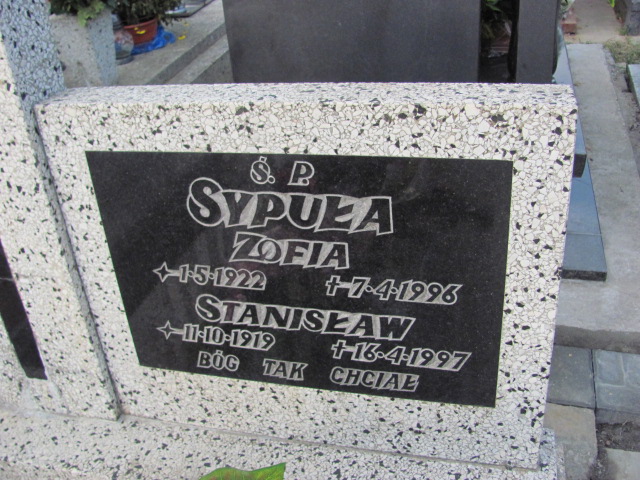 Ś. P.
SYPUŁA
ZOFIA
1·5·1922 †7·4·1996
STANISŁAW
11·10·1919 †16·4·1997
BÓG TAK CHCIAŁ